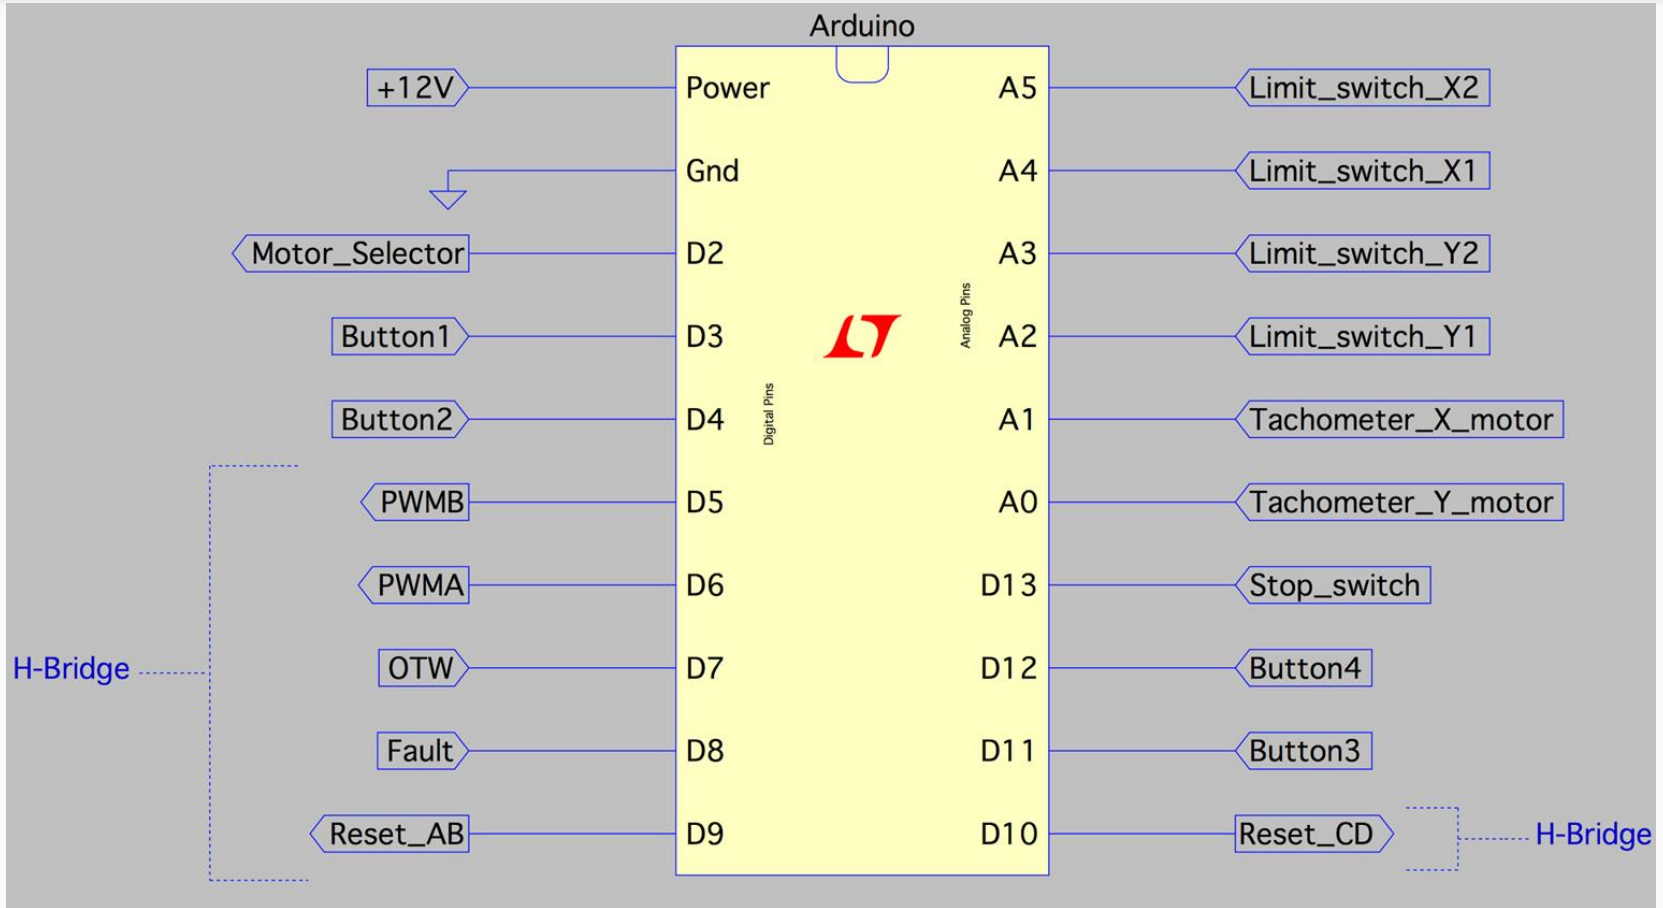 Arduino
+12V
Power
A5
Limit_switch_X2
Gnd
A4
Limit_switch_X1
Motor_Selector
D2
A3
Limit_switch_Y2
Analog Pins
Button1
D3
A2
Limit_switch_Y1
Button2
D4
Digital Pins
A1
Tachometer_X_motor
PWMB
D5
A0
Tachometer_Y_motor
PWMA
D6
D13
Stop_switch
H-Bridge
OTW
D7
D12
Button4
Fault
D8
D11
Button3
Reset_AB
D9
D10
Reset_CD
H-Bridge